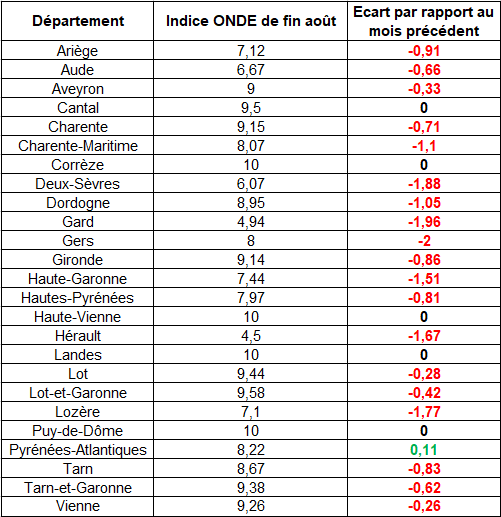 Département Indice ONDE de fin août Ecart par rapport au mois précédent
Ariège 7,12 -0,91
Aude 6,67 -0,66
Aveyron 9 -0,33
Cantal 9,5 0
Charente 9,15 -0,71
Charente-Maritime 8,07 -1,1
Corrèze 10 0
Deux-Sèvres 6,07 -1,88
Dordogne 8,95 -1,05
Gard 4,94 -1,96
Gers 8 -2
Gironde 9,14 -0,86
Haute-Garonne 7,44 -1,51
Hautes-Pyrénées 7,97 -0,81
Haute-Vienne 10 0
Hérault 4,5 -1,67
Landes 10 0
Lot 9,44 -0,28
Lot-et-Garonne 9,58 -0,42
Lozère 7,1 -1,77
Puy-de-Dôme 10 0
Pyrénées-Atlantiques 8,22 0,11
Tarn 8,67 -0,83
Tarn-et-Garonne 9,38 -0,62
Vienne 9,26 -0,26